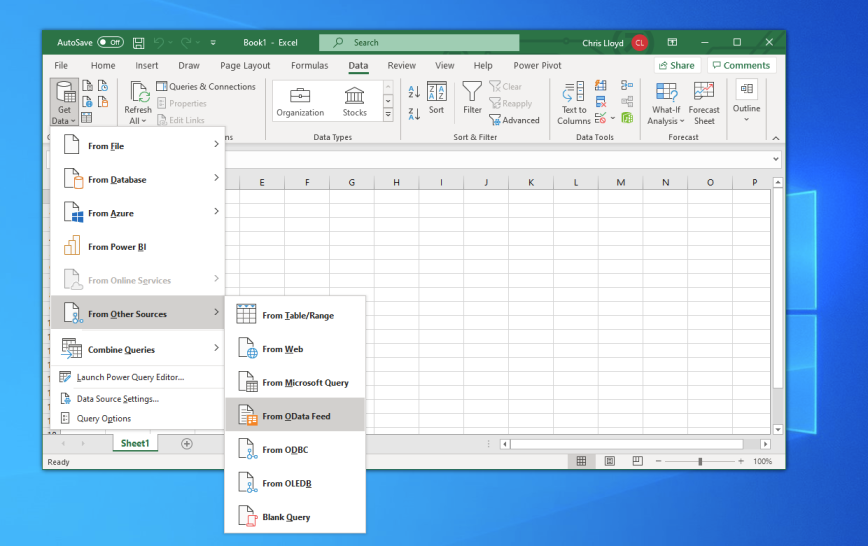 AutoSave Off Book1 - Excel Search Chris Lloyd CL
File Home Insert Draw Page Layout Formulas Data Review View Help Power Pivot Share Comments
Get Data
Refresh All
Queries & Connections
Properties
Edit Links
Organization Stocks
Sort
Filter
Clear
Reapply
Advanced
Text to Columns
What-If Analysis
Forecast Sheet
Outline
Data Types Sort & Filter Data Tools Forecast
E F G H I J K L M N O P
From File
From Database
From Azure
From Power BI
From Online Services
From Other Sources
Combine Queries
Launch Power Query Editor...
Data Source Settings...
Query Options
From Table/Range
From Web
From Microsoft Query
From OData Feed
From ODBC
From OLEDB
Blank Query
Sheet1
Ready 100%